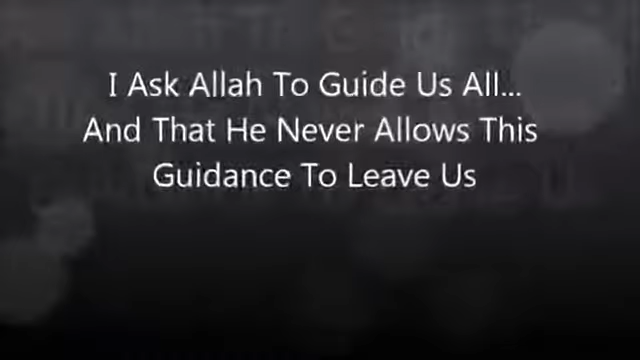 I Ask Allah To Guide Us All...
And That He Never Allows This
Guidance To Leave Us